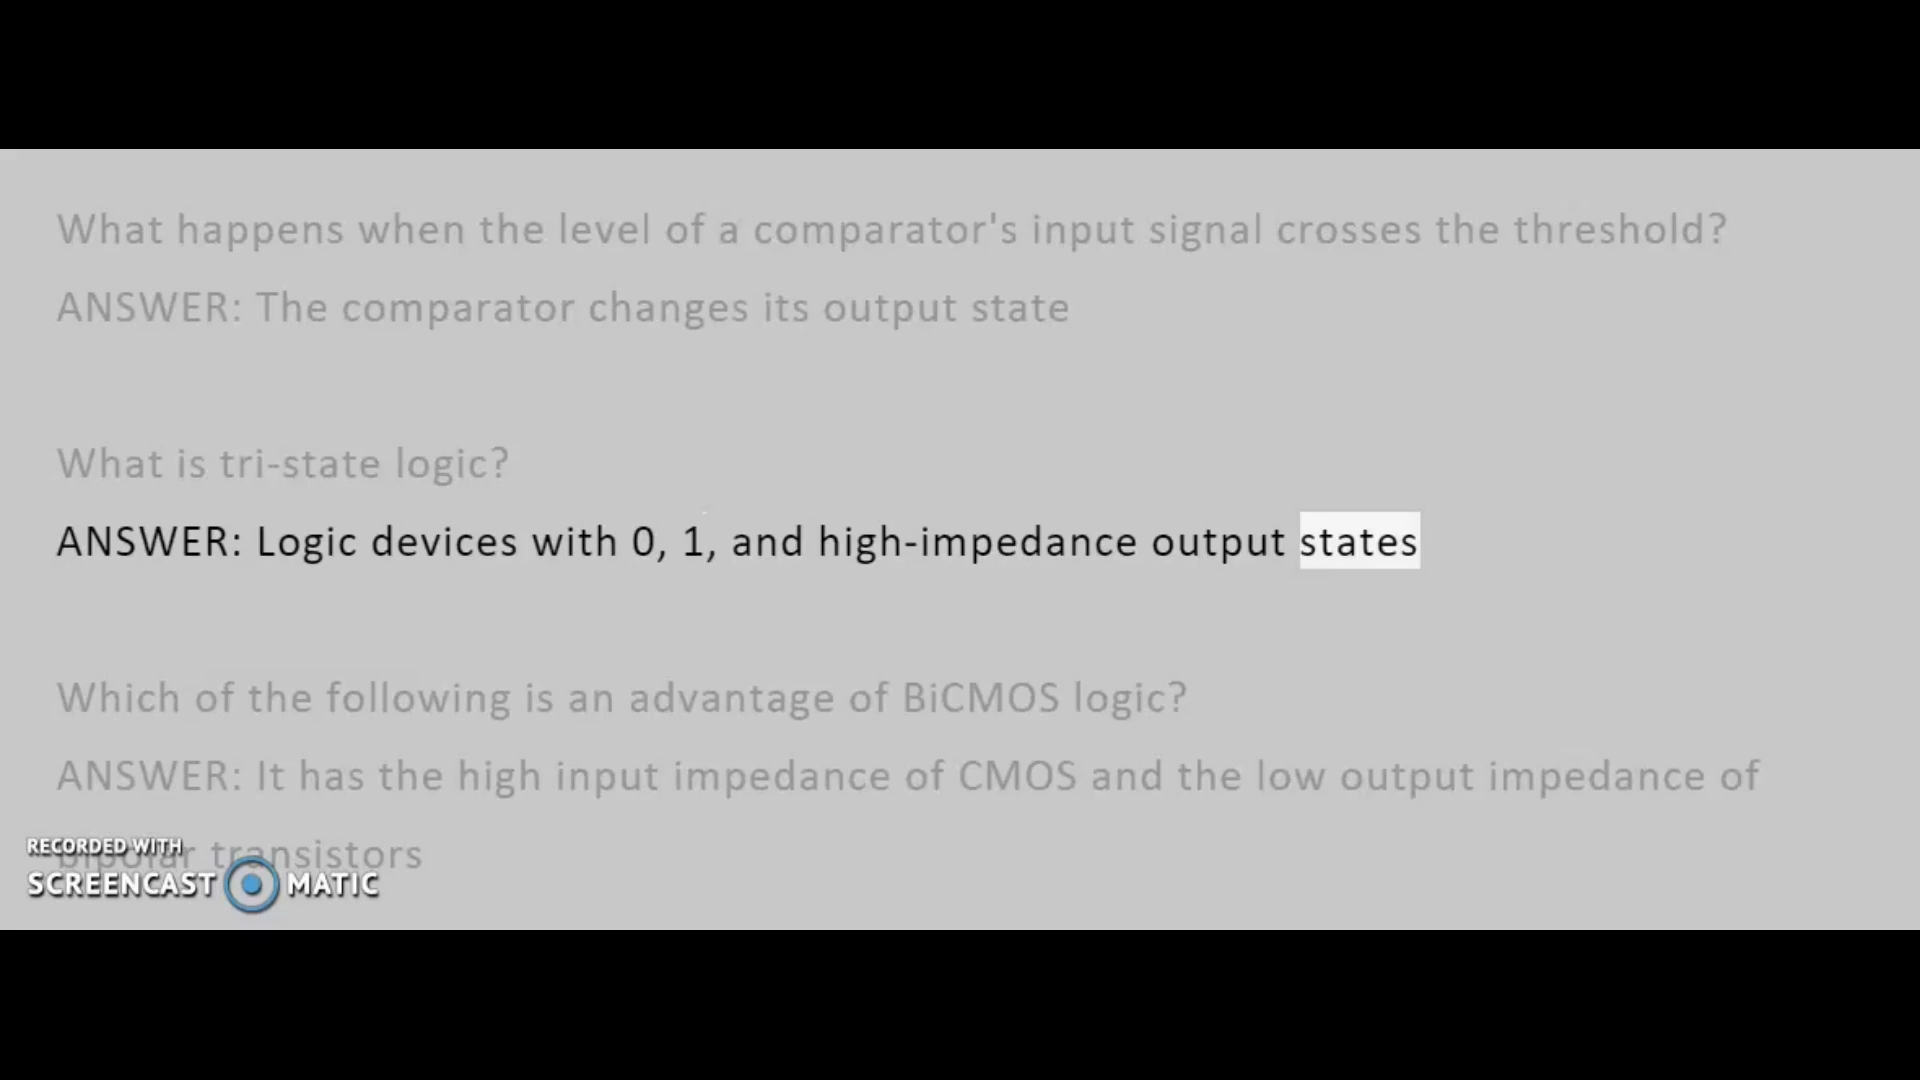 What happens when the level of a comparator's input signal crosses the threshold?
ANSWER: The comparator changes its output state
What is tri-state logic?
ANSWER: Logic devices with 0, 1, and high-impedance output states
Which of the following is an advantage of BiCMOS logic?
ANSWER: It has the high input impedance of CMOS and the low output impedance of
bipolar transistors
RECORDED WITH
SCREENCAST MATIC